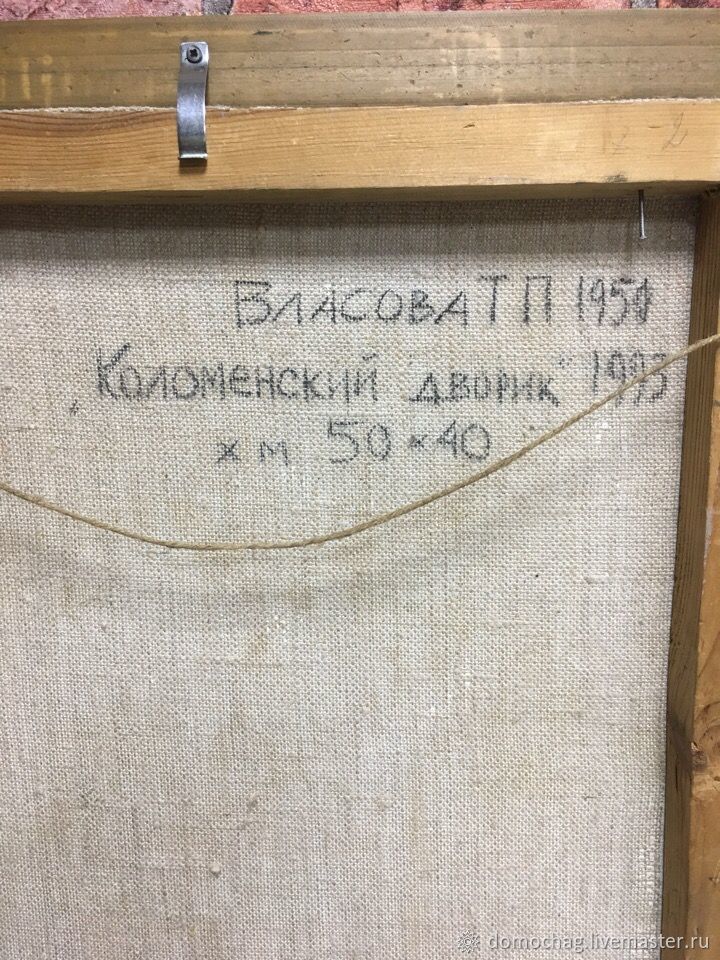 Власова Т П 1950
„Коломенский дворик" 1993
х м 50×40
domochag.livemaster.ru